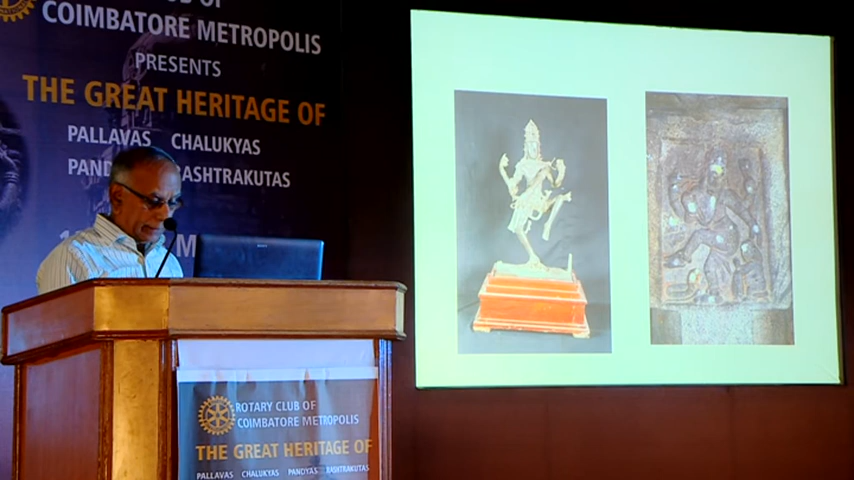 COIMBATORE METROPOLIS
PRESENTS
THE GREAT HERITAGE OF
PALLAVAS CHALUKYAS
RASHTRAKUTAS
SONY
ROTARY CLUB OF
COIMBATORE METROPOLIS
THE GREAT HERITAGE OF
PALLAVAS CHALUKYAS PANDYAS RASHTRAKUTAS